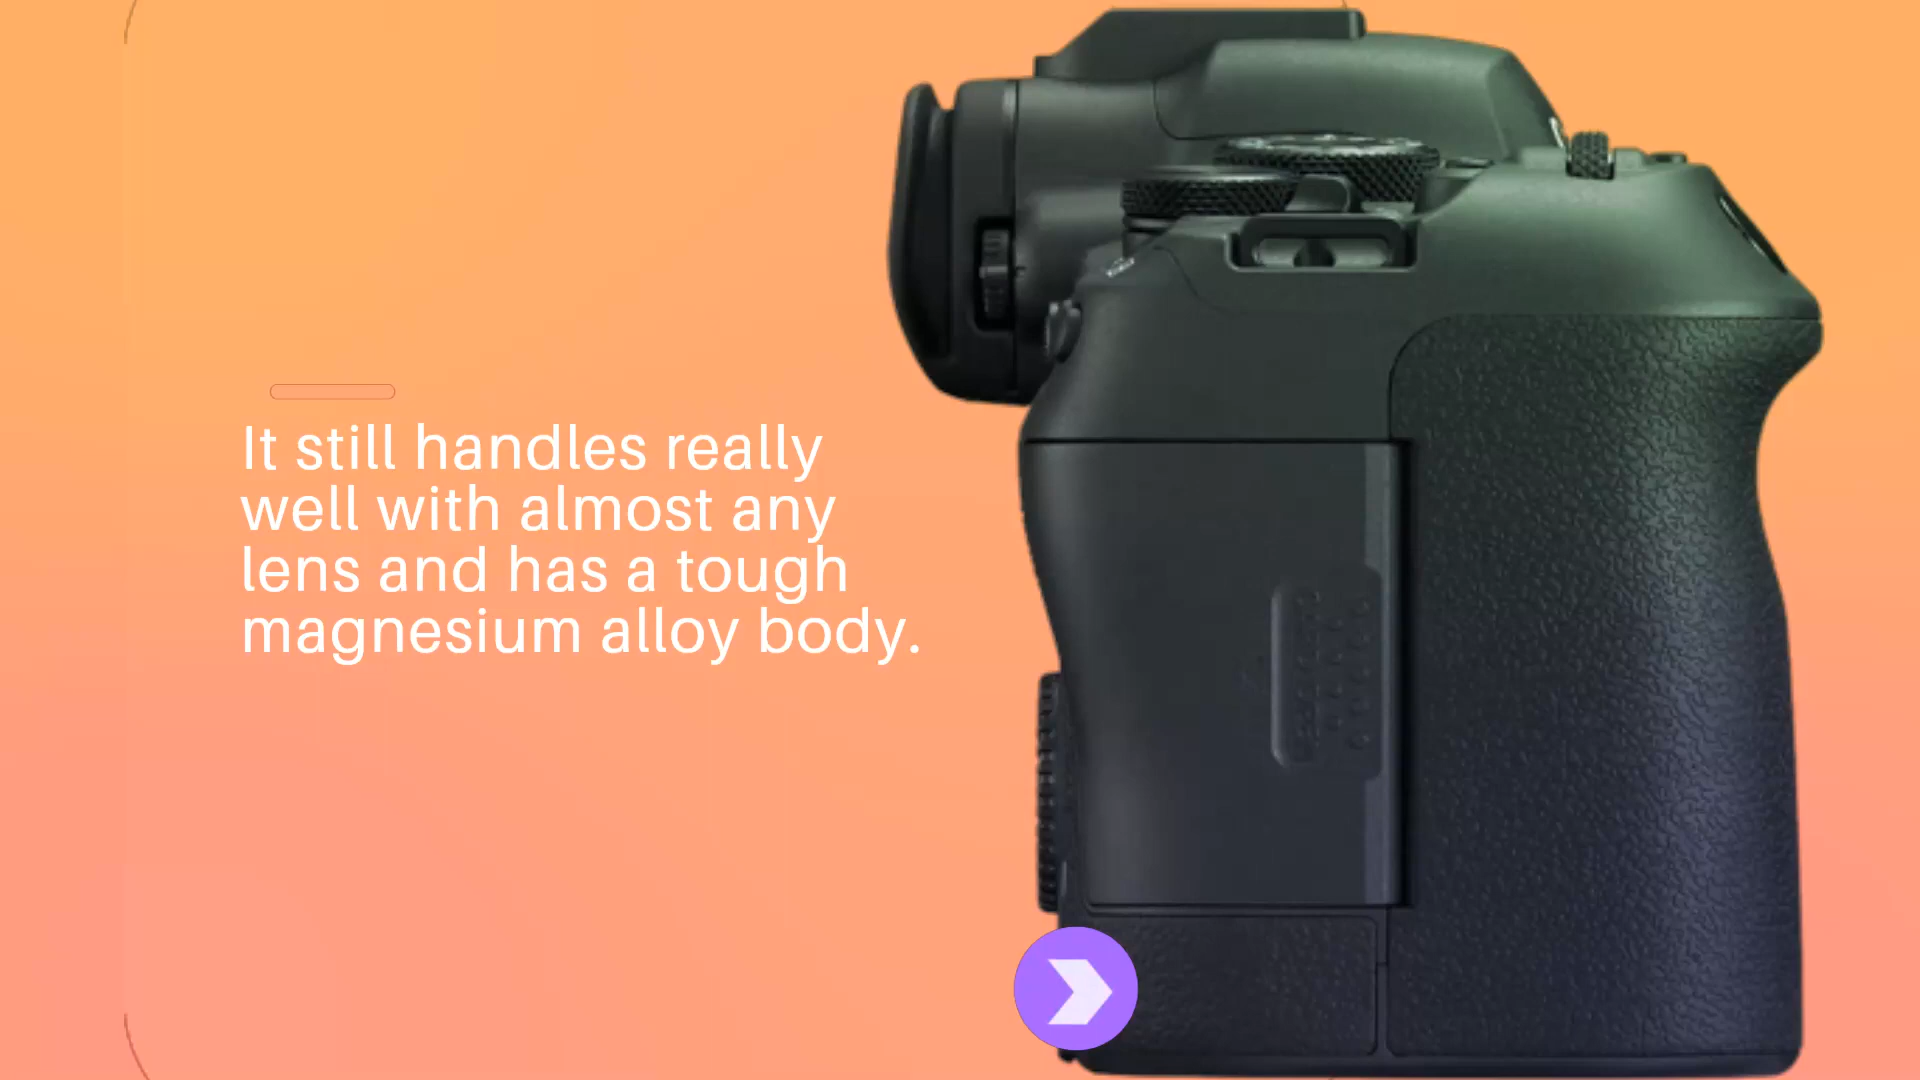 It still handles really
well with almost any
lens and has a tough
magnesium alloy body.